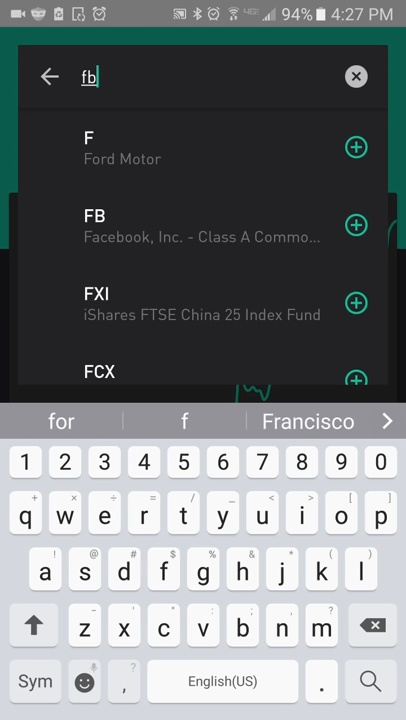 94% 4:27 PM
fb
F
Ford Motor
FB
Facebook, Inc. - Class A Commo...
FXI
iShares FTSE China 25 Index Fund
FCX
for f Francisco >
1 2 3 4 5 6 7 8 9 0
+ × ÷ = / _ < > [ ]
q w e r t y u i o p
! @ # $ % & * ( )
a s d f g h j k l
- ' " : ; , ?
z x c v b n m
Sym , ? English(US) .